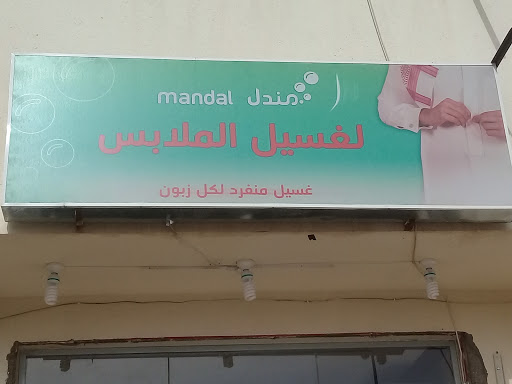 مندل mandal
لغسيل الملابس
غسيل منفرد لكل زبون